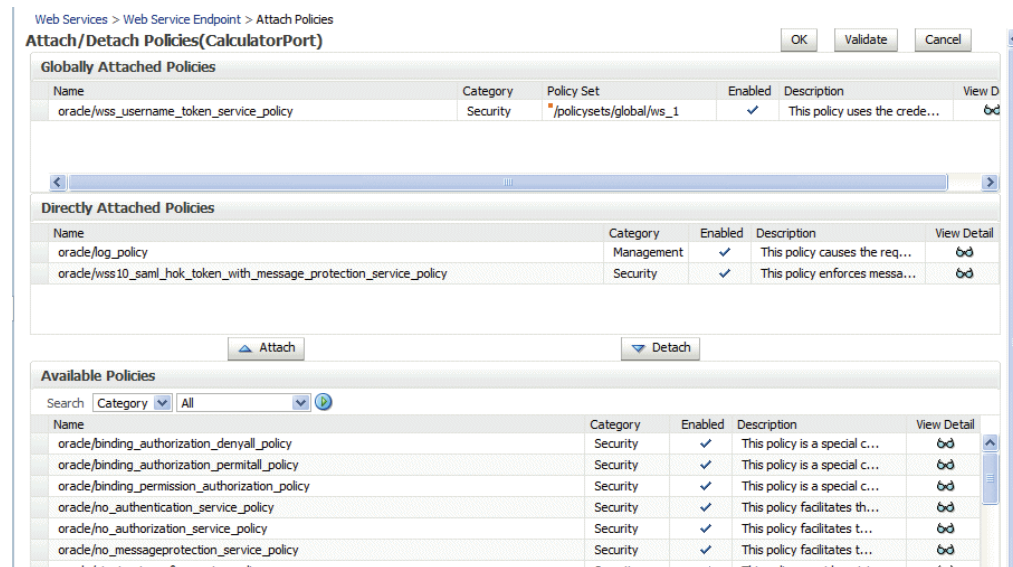 Web Services > Web Service Endpoint > Attach Policies
Attach/Detach Policies(CalculatorPort) OK Validate Cancel
Globally Attached Policies
Name Category Policy Set Enabled Description View D
oracle/wss_username_token_service_policy Security /policysets/global/ws_1 This policy uses the crede...
Directly Attached Policies
Name Category Enabled Description View Detail
oracle/log_policy Management This policy causes the req...
oracle/wss10_saml_hok_token_with_message_protection_service_policy Security This policy enforces messa...
Attach Detach
Available Policies
Search Category All
Name Category Enabled Description View Detail
oracle/binding_authorization_denyall_policy Security This policy is a special c...
oracle/binding_authorization_permitall_policy Security This policy is a special c...
oracle/binding_permission_authorization_policy Security This policy is a special c...
oracle/no_authentication_service_policy Security This policy facilitates th...
oracle/no_authorization_service_policy Security This policy facilitates t...
oracle/no_messageprotection_service_policy Security This policy facilitates t...